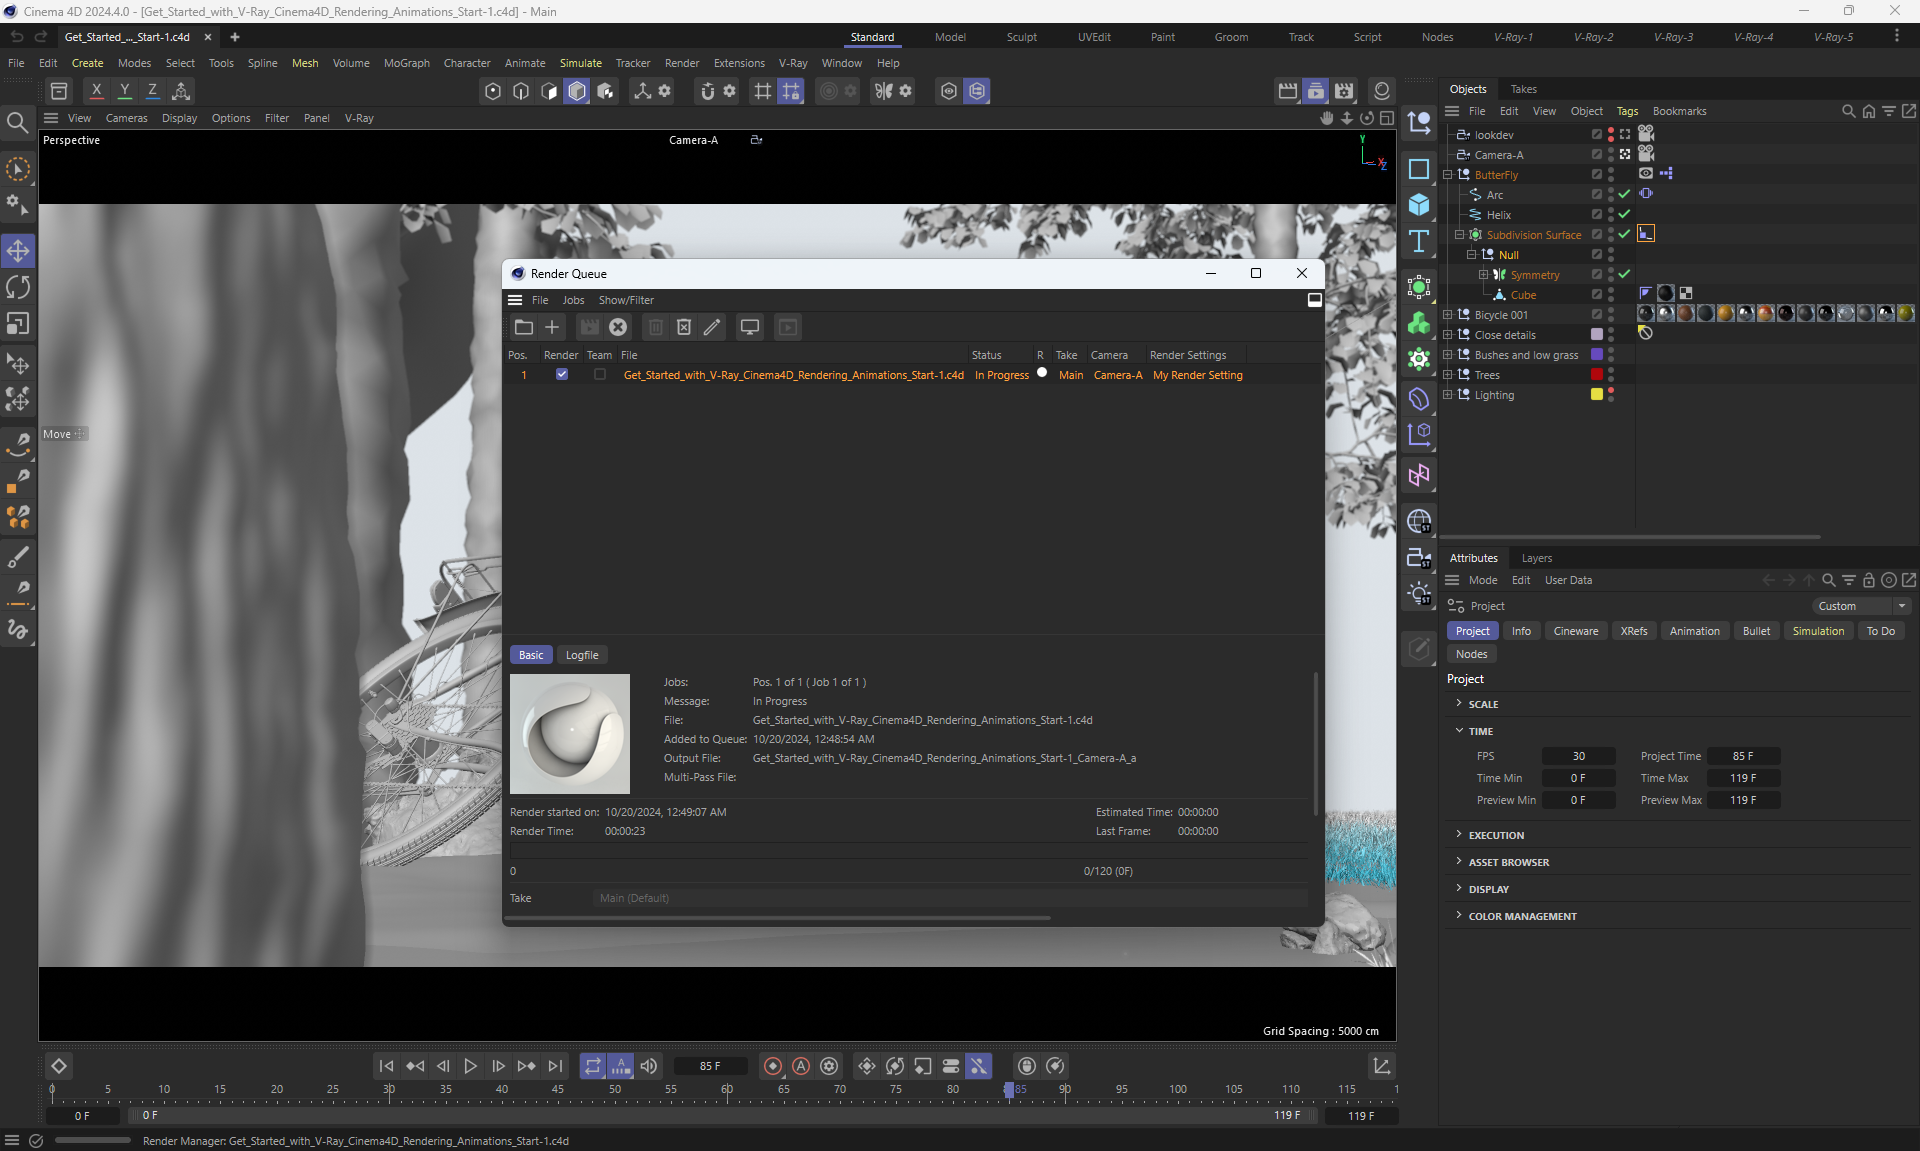 Cinema 4D 2024.4.0 - [Get_Started_with_V-Ray_Cinema4D_Rendering_Animations_Start-1.c4d] - Main
Get_Started_..._Start-1.c4d
Standard Model Sculpt UVEdit Paint Groom Track Script Nodes V-Ray-1 V-Ray-2 V-Ray-3 V-Ray-4 V-Ray-5
File Edit Create Modes Select Tools Spline Mesh Volume MoGraph Character Animate Simulate Tracker Render Extensions V-Ray Window Help
X Y Z
View Cameras Display Options Filter Panel V-Ray
Perspective
Camera-A
Y
X
Z
Move
Render Queue
File Jobs Show/Filter
Pos. Render Team File Status R Take Camera Render Settings
1 Get_Started_with_V-Ray_Cinema4D_Rendering_Animations_Start-1.c4d In Progress Main Camera-A My Render Setting
Basic Logfile
Jobs: Pos. 1 of 1 ( Job 1 of 1 )
Message: In Progress
File: Get_Started_with_V-Ray_Cinema4D_Rendering_Animations_Start-1.c4d
Added to Queue: 10/20/2024, 12:48:54 AM
Output File: Get_Started_with_V-Ray_Cinema4D_Rendering_Animations_Start-1_Camera-A_a
Multi-Pass File:
Render started on: 10/20/2024, 12:49:07 AM Estimated Time: 00:00:00
Render Time: 00:00:23 Last Frame: 00:00:00
0 0/120 (0F)
Take Main (Default)
Grid Spacing : 5000 cm
Objects Takes
File Edit View Object Tags Bookmarks
lookdev
Camera-A
ButterFly
Arc
Helix
Subdivision Surface
Null
Symmetry
Cube
Bicycle 001
Close details
Bushes and low grass
Trees
Lighting
T
ST
ST
ST
Attributes Layers
Mode Edit User Data
Project Custom
Project Info Cineware XRefs Animation Bullet Simulation To Do
Nodes
Project
SCALE
TIME
FPS 30 Project Time 85 F
Time Min 0 F Time Max 119 F
Preview Min 0 F Preview Max 119 F
EXECUTION
ASSET BROWSER
DISPLAY
COLOR MANAGEMENT
A 85 F A
0 5 10 15 20 25 30 35 40 45 50 55 60 65 70 75 80 85 90 95 100 105 110 115 1
0 F 0 F 119 F 119 F
Render Manager: Get_Started_with_V-Ray_Cinema4D_Rendering_Animations_Start-1.c4d